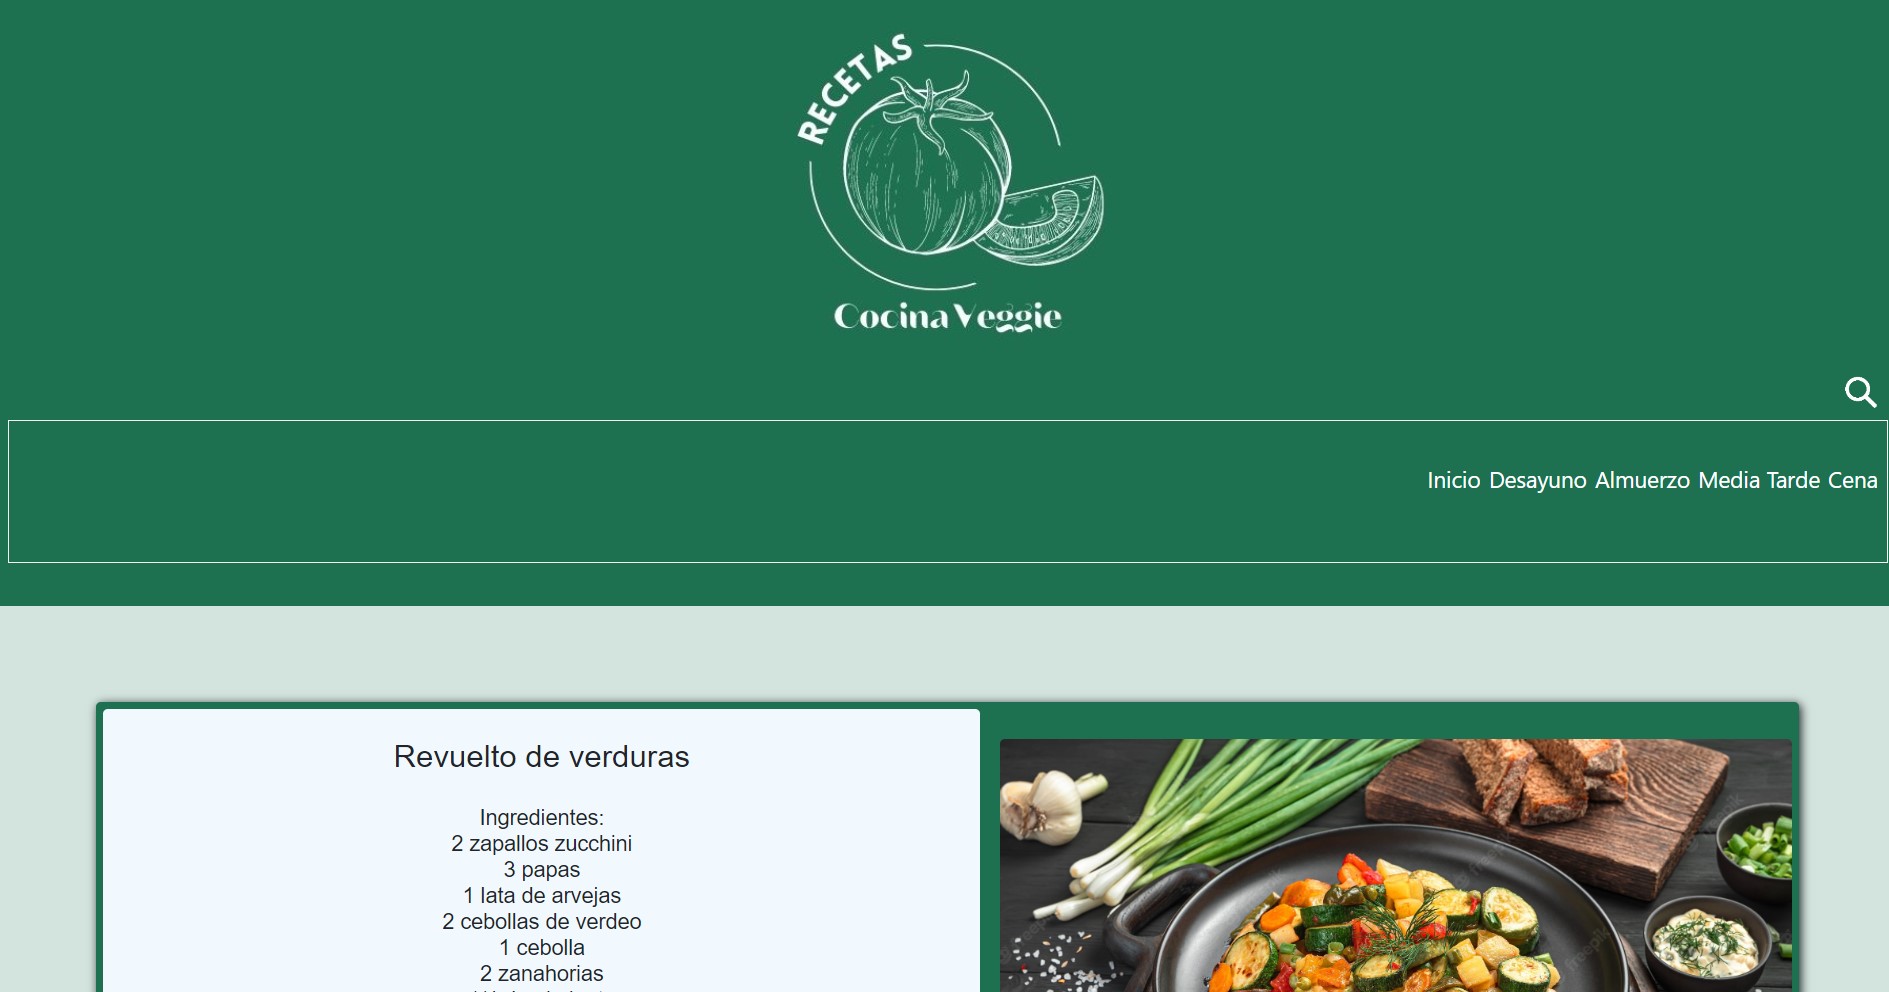 RECETAS
Cocina Veggie
Inicio Desayuno Almuerzo Media Tarde Cena
Revuelto de verduras
Ingredientes:
2 zapallos zucchini
3 papas
1 lata de arvejas
2 cebollas de verdeo
1 cebolla
2 zanahorias